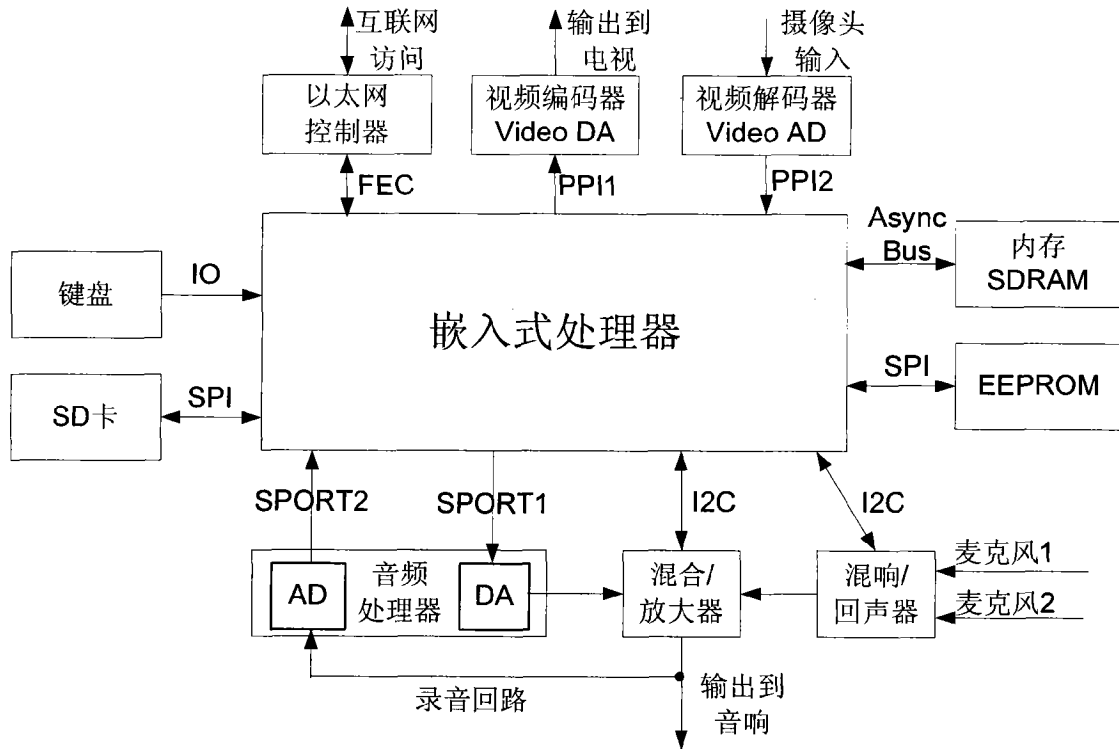 互联网
访问
输出到
电视
摄像头
输入
以太网
控制器
视频编码器
Video DA
视频解码器
Video AD
FEC
PPI1
PPI2
Async
Bus
键盘
IO
嵌入式处理器
内存
SDRAM
SD卡
SPI
SPI
EEPROM
SPORT2
SPORT1
I2C
I2C
AD
音频
处理器
DA
混合/
放大器
混响/
回声器
麦克风1
麦克风2
录音回路
输出到
音响